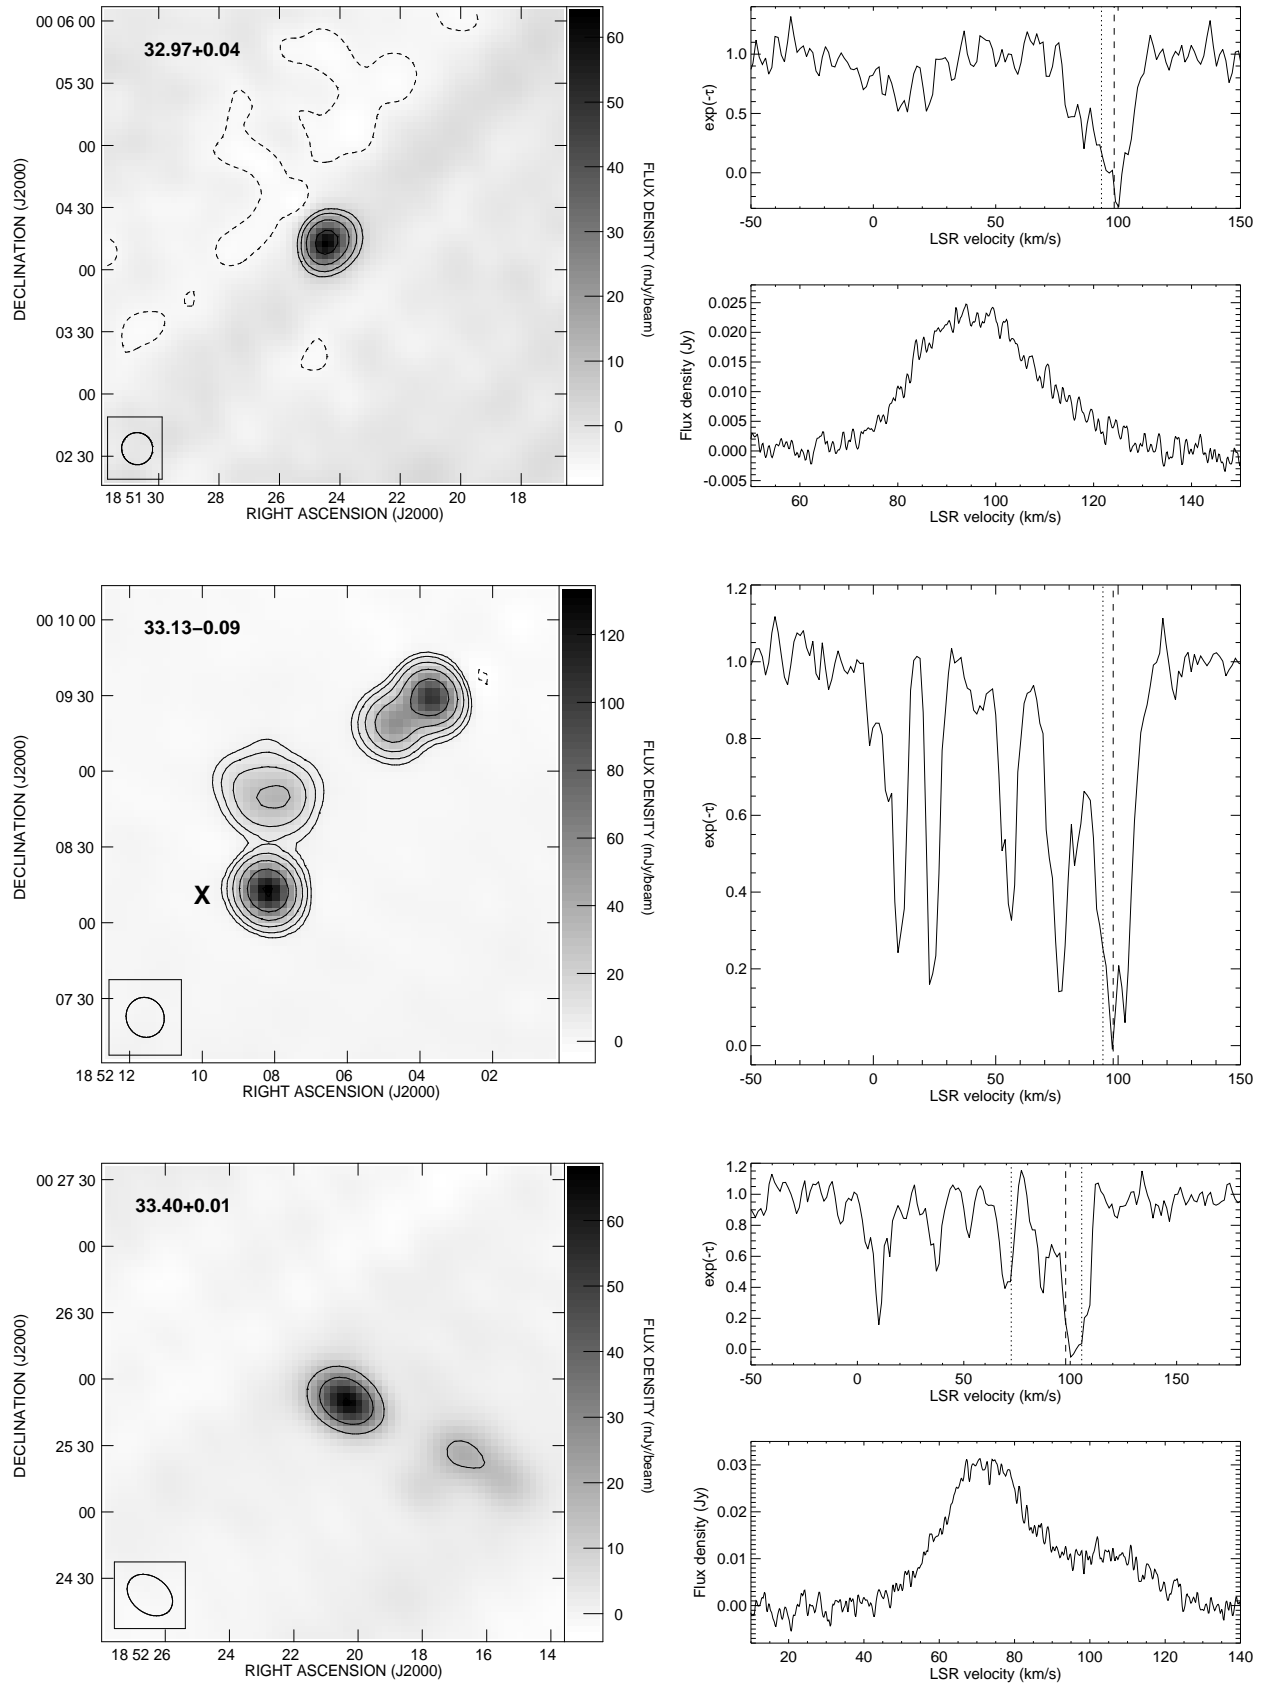 32.97+0.04
00 06 00
05 30
00
04 30
00
03 30
00
02 30
DECLINATION (J2000)
18 51 30 28 26 24 22 20 18
RIGHT ASCENSION (J2000)
60
50
40
30
20
10
0
FLUX DENSITY (mJy/beam)
1.0
0.5
0.0
exp(-τ)
-50 0 50 100 150
LSR velocity (km/s)
0.025
0.020
0.015
0.010
0.005
0.000
-0.005
Flux density (Jy)
60 80 100 120 140
LSR velocity (km/s)
33.13−0.09
00 10 00
09 30
00
08 30
00
07 30
DECLINATION (J2000)
X
18 52 12 10 08 06 04 02
RIGHT ASCENSION (J2000)
120
100
80
60
40
20
0
FLUX DENSITY (mJy/beam)
1.2
1.0
0.8
0.6
0.4
0.2
0.0
exp(-τ)
-50 0 50 100 150
LSR velocity (km/s)
33.40+0.01
00 27 30
00
26 30
00
25 30
00
24 30
DECLINATION (J2000)
18 52 26 24 22 20 18 16 14
RIGHT ASCENSION (J2000)
60
50
40
30
20
10
0
FLUX DENSITY (mJy/beam)
1.2
1.0
0.8
0.6
0.4
0.2
0.0
exp(-τ)
0 50 100 150
LSR velocity (km/s)
0.03
0.02
0.01
0.00
Flux density (Jy)
20 40 60 80 100 120 140
LSR velocity (km/s)